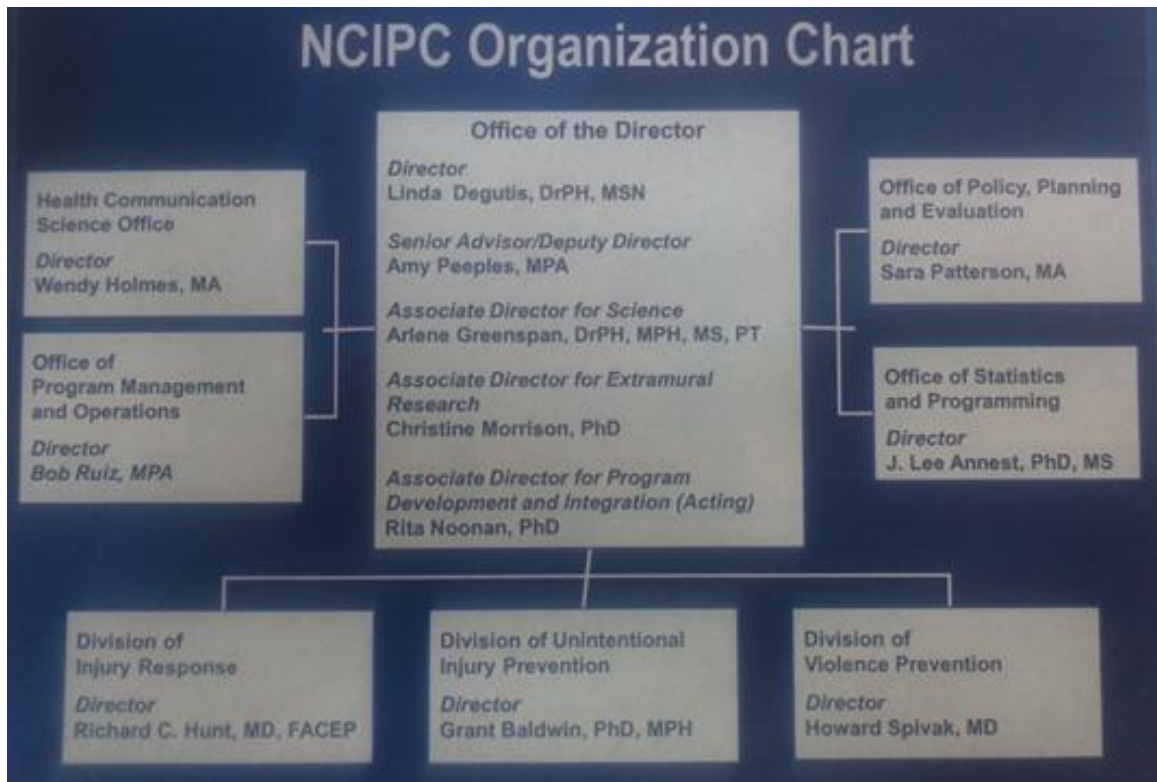 NCIPC Organization Chart
Office of the Director
Director
Linda Degutis, DrPH, MSN
Senior Advisor/Deputy Director
Amy Peeples, MPA
Associate Director for Science
Arlene Greenspan, DrPH, MPH, MS, PT
Associate Director for Extramural
Research
Christine Morrison, PhD
Associate Director for Program
Development and Integration (Acting)
Rita Noonan, PhD
Health Communication
Science Office
Director
Wendy Holmes, MA
Office of
Program Management
and Operations
Director
Bob Ruiz, MPA
Office of Policy, Planning
and Evaluation
Director
Sara Patterson, MA
Office of Statistics
and Programming
Director
J. Lee Annest, PhD, MS
Division of
Injury Response
Director
Richard C. Hunt, MD, FACEP
Division of Unintentional
Injury Prevention
Director
Grant Baldwin, PhD, MPH
Division of
Violence Prevention
Director
Howard Spivak, MD